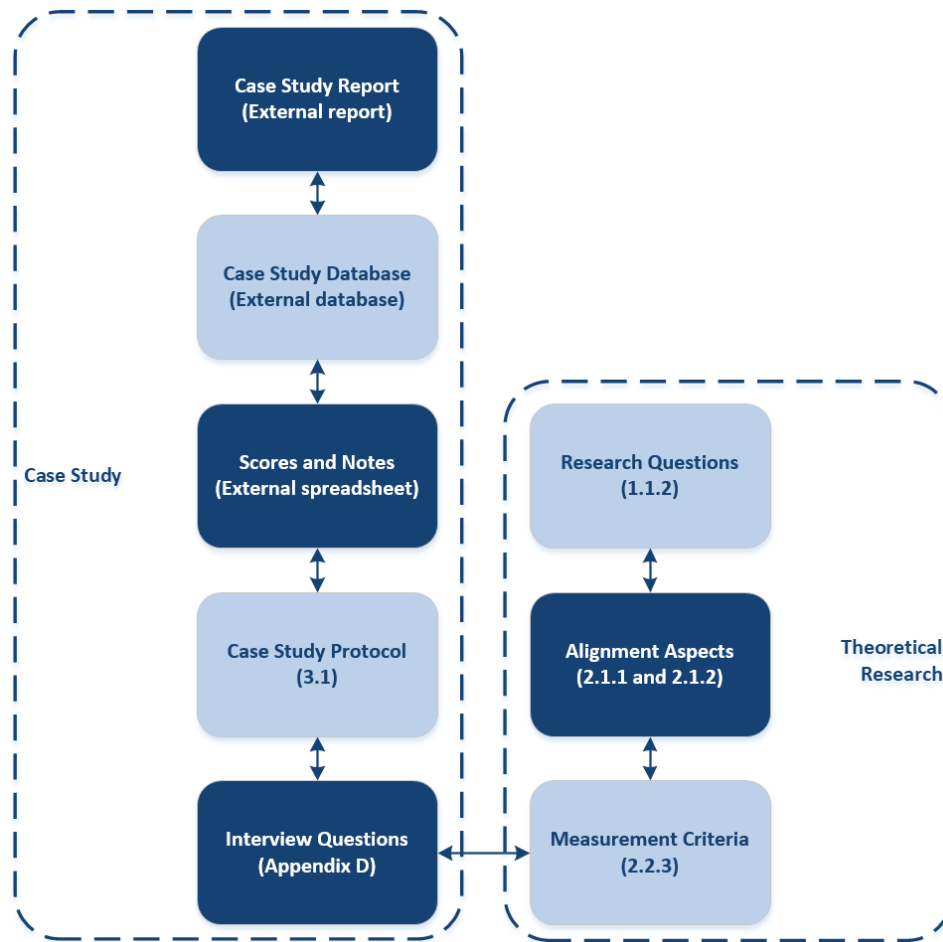 Case Study Report
(External report)
Case Study Database
(External database)
Scores and Notes
(External spreadsheet)
Case Study
Case Study Protocol
(3.1)
Interview Questions
(Appendix D)
Research Questions
(1.1.2)
Alignment Aspects
(2.1.1 and 2.1.2)
Theoretical
Research
Measurement Criteria
(2.2.3)